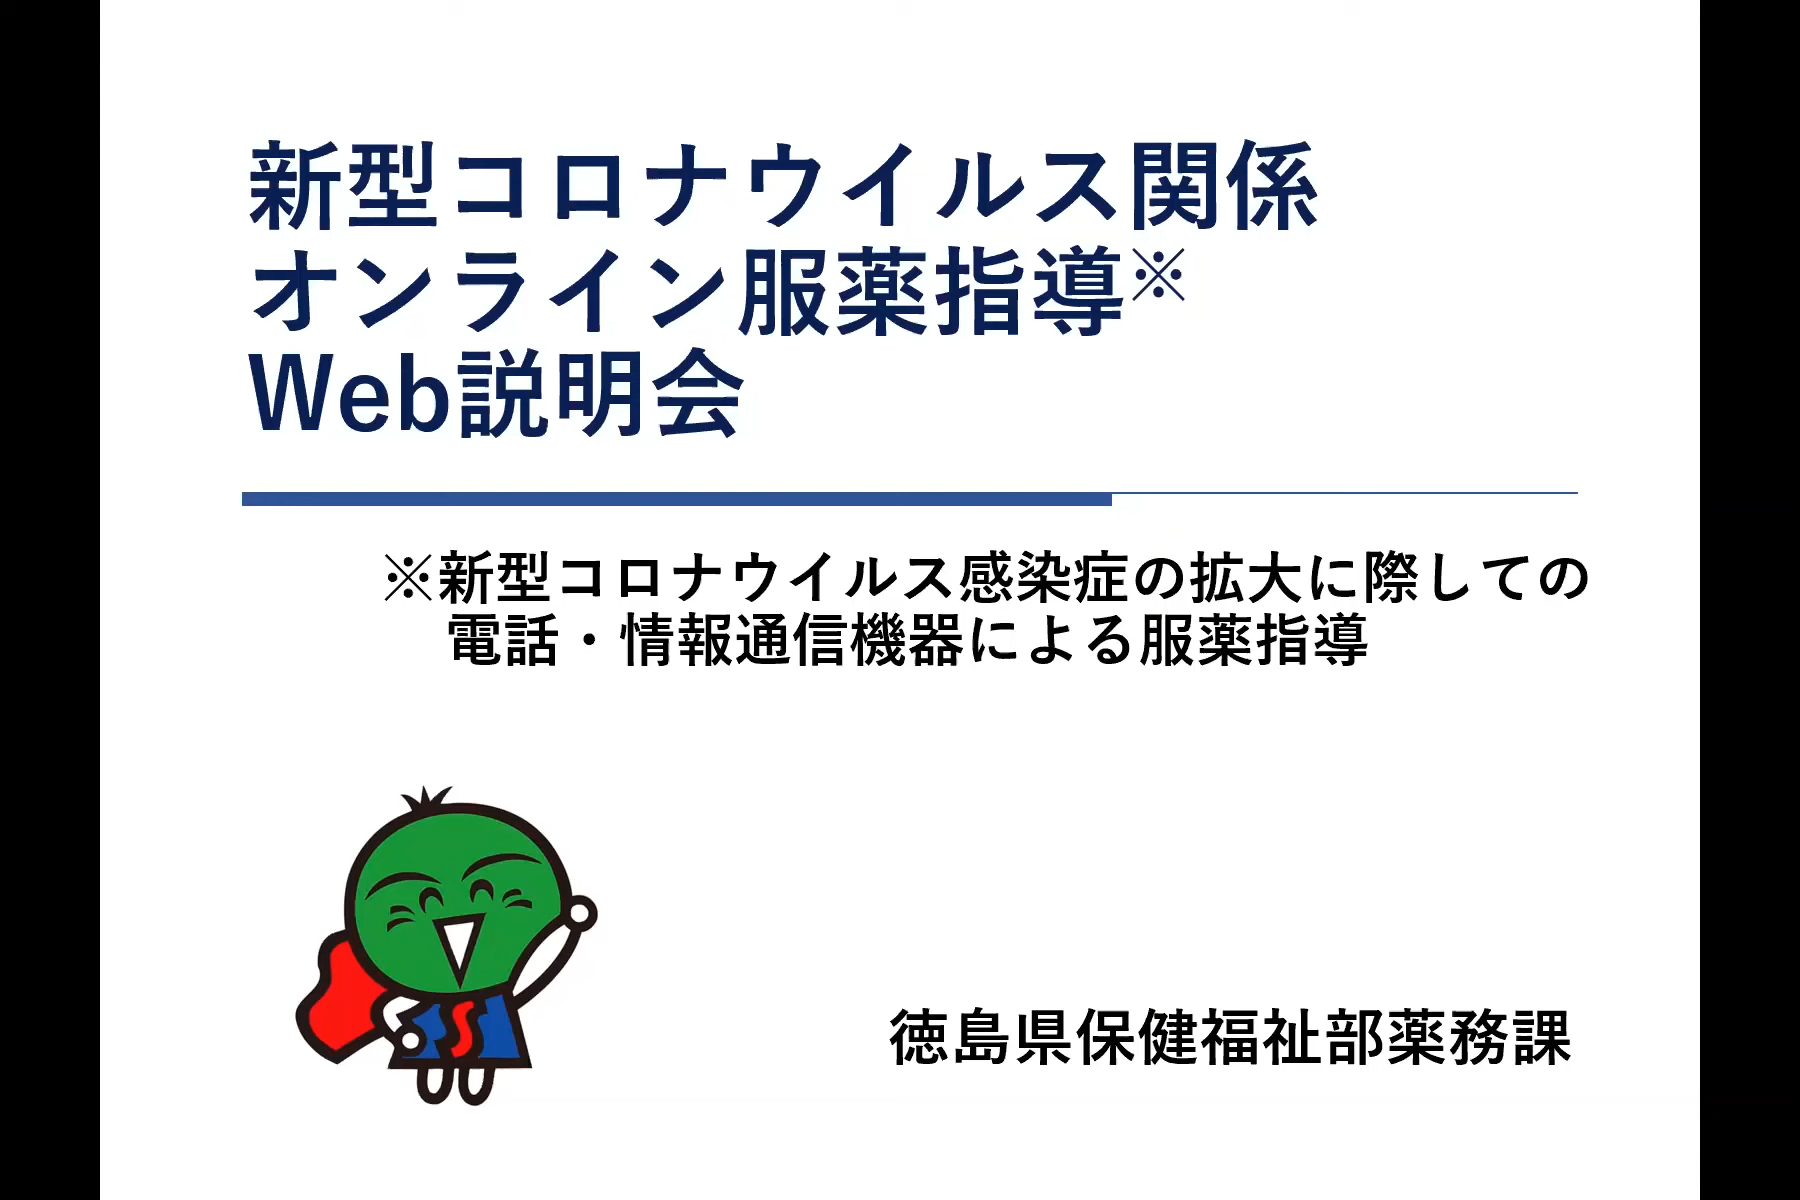 新型コロナウイルス関係
オンライン服薬指導※
Web説明会
※新型コロナウイルス感染症の拡大に際しての
電話・情報通信機器による服薬指導
徳島県保健福祉部薬務課